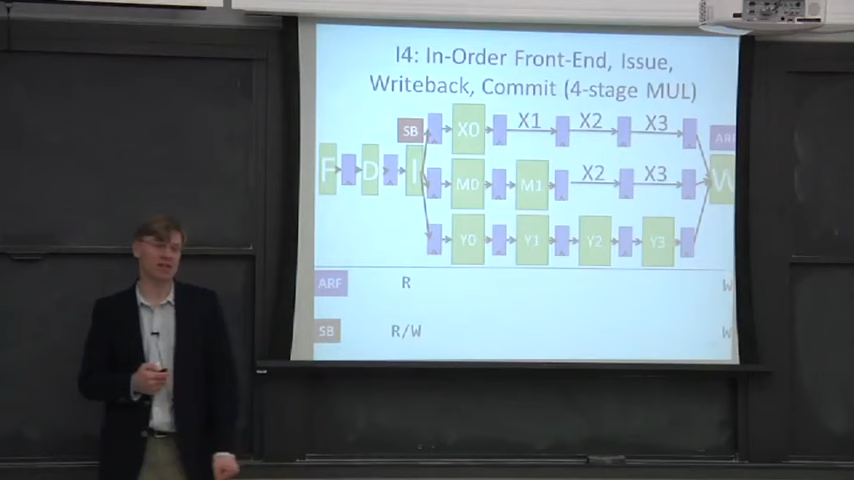 I4: In-Order Front-End, Issue,
Writeback, Commit (4-stage MUL)
SB X0 X1 X2 X3 ARF
F D I M0 M1 X2 X3 W
Y0 Y1 Y2 Y3
ARF R W
SB R/W W